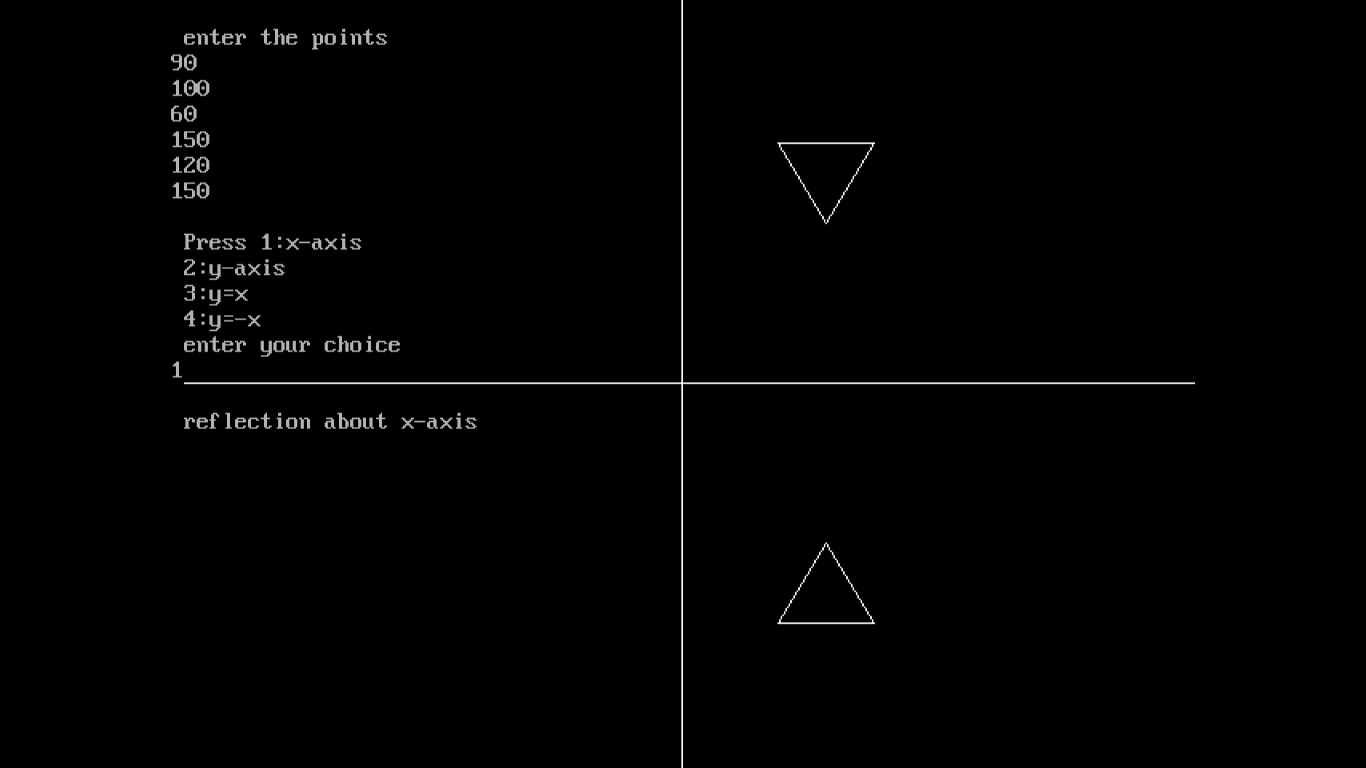 enter the points
90
100
60
150
120
150
Press 1:x-axis
2:y-axis
3:y=x
4:y=-x
enter your choice
1
reflection about x-axis